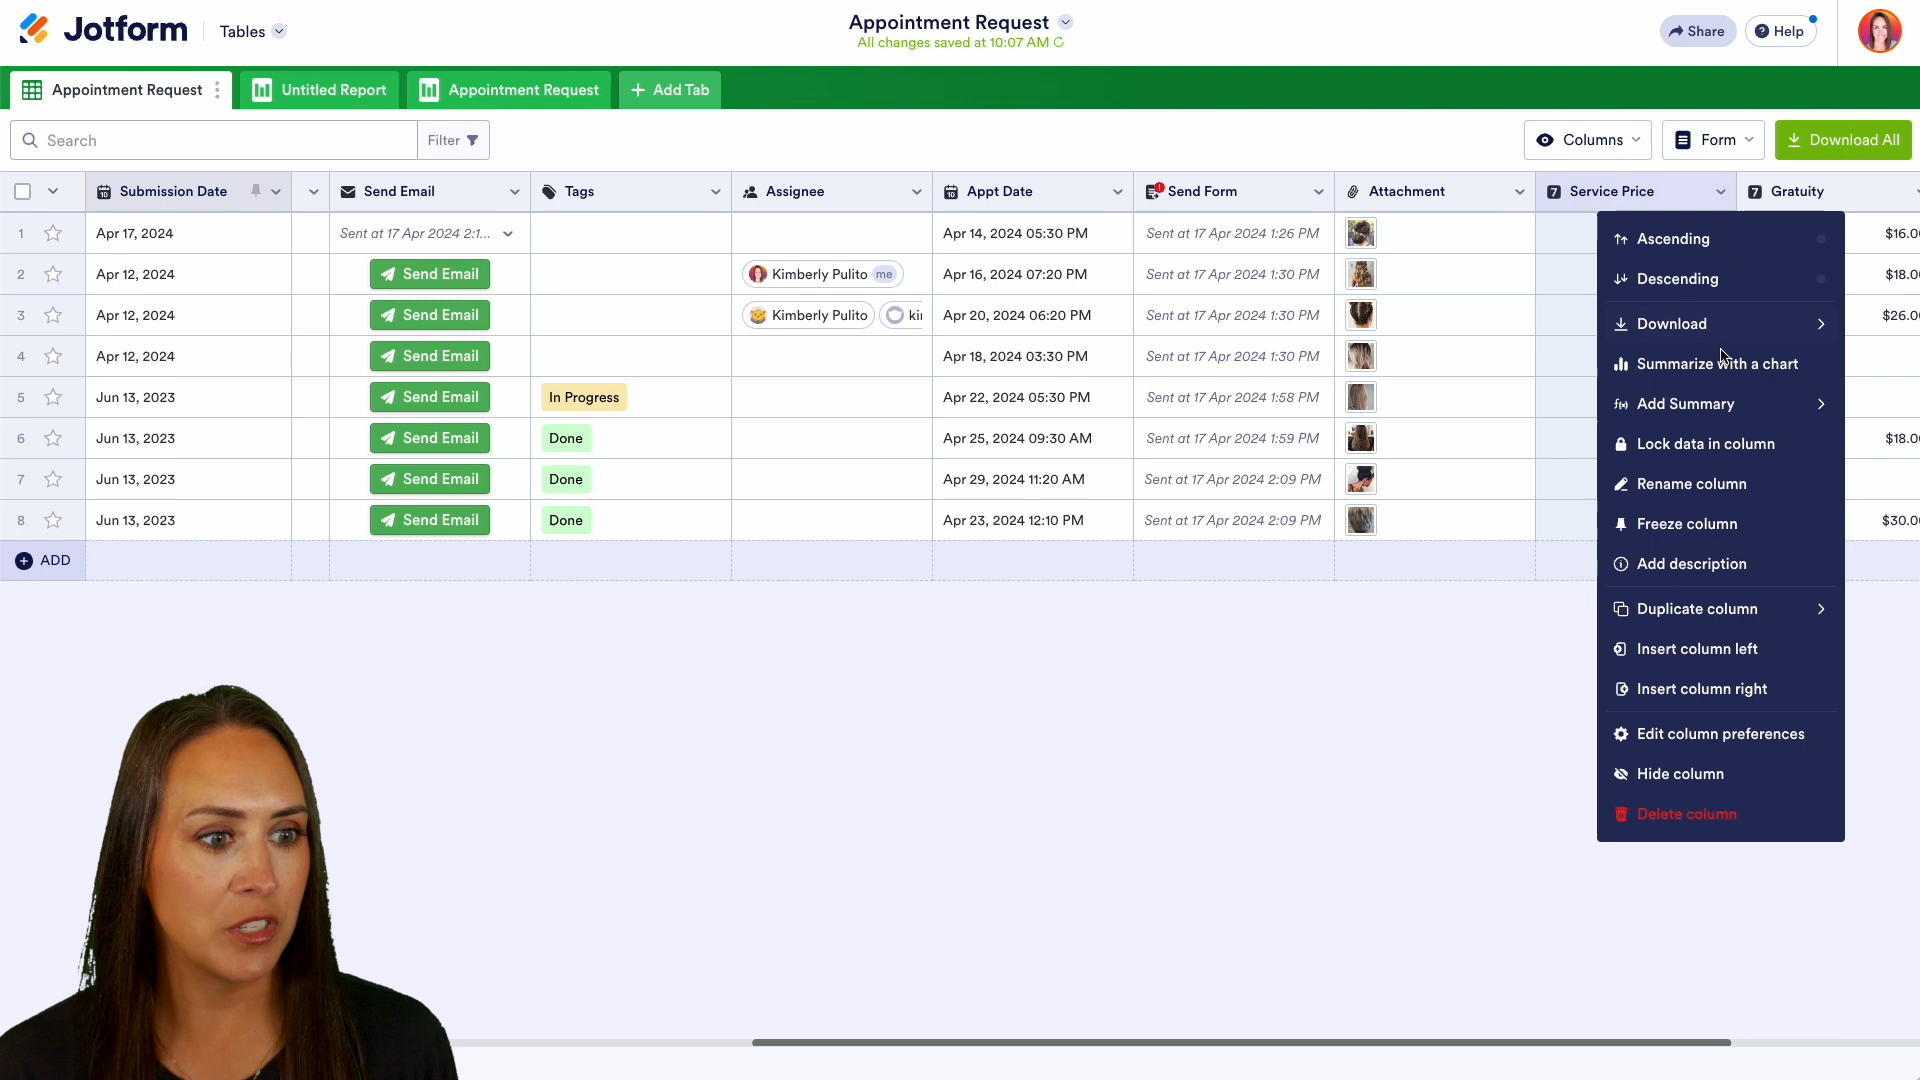 Jotform
Tables
Appointment Request
All changes saved at 10:07 AM
Share
Help
Appointment Request
Untitled Report
Appointment Request
Add Tab
Search
Filter
Columns
Form
Download All
Submission Date
Send Email
Tags
Assignee
Appt Date
Send Form
Attachment
Service Price
Gratuity
1 Apr 17, 2024 Sent at 17 Apr 2024 2:1... Apr 14, 2024 05:30 PM Sent at 17 Apr 2024 1:26 PM $16.0
2 Apr 12, 2024 Send Email Kimberly Pulito me Apr 16, 2024 07:20 PM Sent at 17 Apr 2024 1:30 PM $18.0
3 Apr 12, 2024 Send Email Kimberly Pulito Apr 20, 2024 06:20 PM Sent at 17 Apr 2024 1:30 PM $26.0
4 Apr 12, 2024 Send Email Apr 18, 2024 03:30 PM Sent at 17 Apr 2024 1:30 PM
5 Jun 13, 2023 Send Email In Progress Apr 22, 2024 05:30 PM Sent at 17 Apr 2024 1:58 PM
6 Jun 13, 2023 Send Email Done Apr 25, 2024 09:30 AM Sent at 17 Apr 2024 1:59 PM $18.0
7 Jun 13, 2023 Send Email Done Apr 29, 2024 11:20 AM Sent at 17 Apr 2024 2:09 PM
8 Jun 13, 2023 Send Email Done Apr 23, 2024 12:10 PM Sent at 17 Apr 2024 2:09 PM $30.0
ADD
Ascending
Descending
Download
Summarize with a chart
Add Summary
Lock data in column
Rename column
Freeze column
Add description
Duplicate column
Insert column left
Insert column right
Edit column preferences
Hide column
Delete column